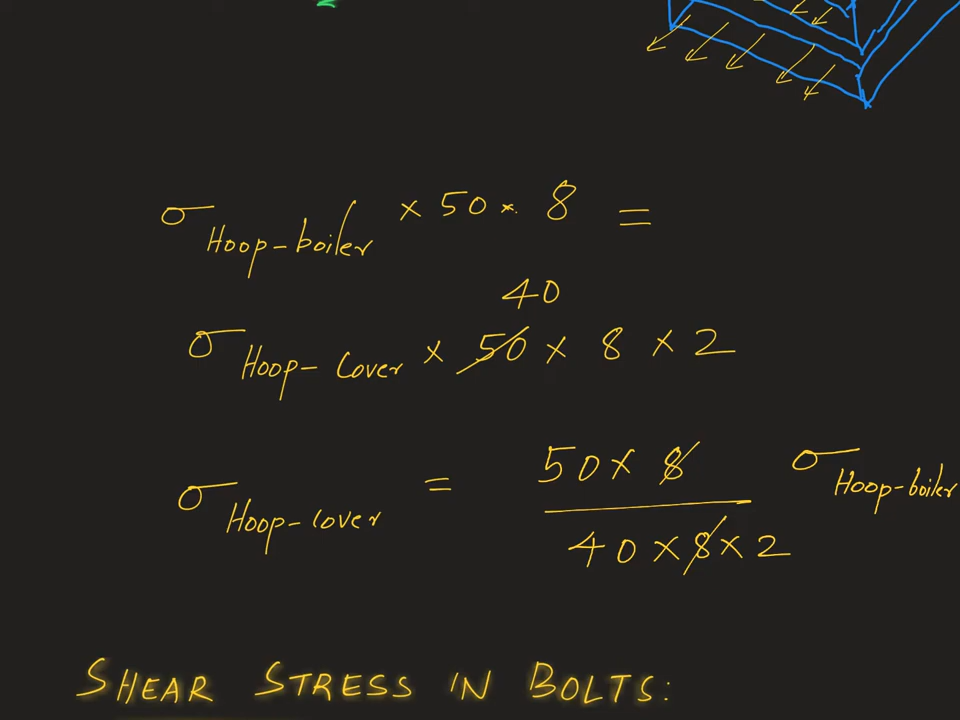 σ Hoop-boiler × 50 × 8 =
40
σ Hoop-cover × 50 × 8 × 2
σ Hoop-cover = 50 × 8 / 40 × 8 × 2 σ Hoop-boiler
SHEAR STRESS IN BOLTS: